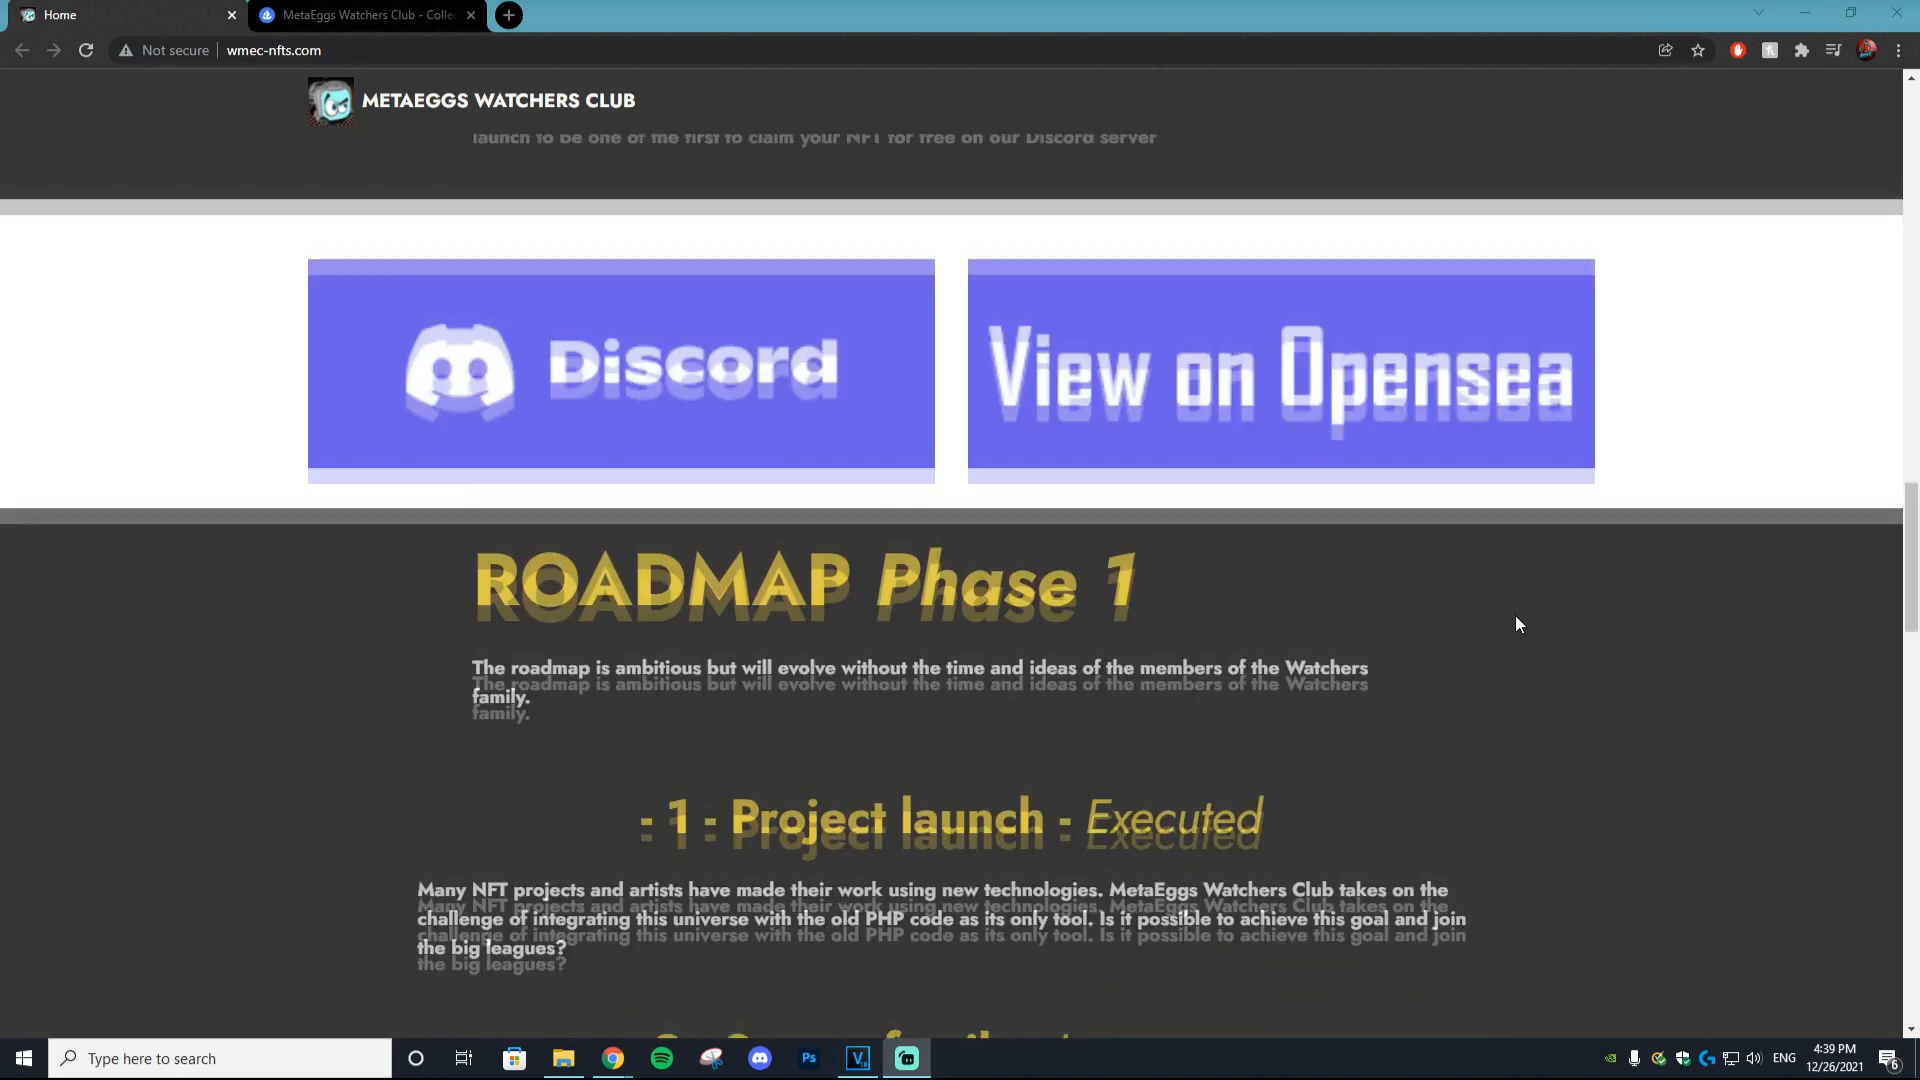 Home
MetaEggs Watchers Club - Colle
Not secure
wmec-nfts.com
METAEGGS WATCHERS CLUB
launch to be one of the first to claim your NFT for free on our Discord server
Discord
View on Opensea
ROADMAP Phase 1
The roadmap is ambitious but will evolve without the time and ideas of the members of the Watchers
family.
- 1 - Project launch - Executed
Many NFT projects and artists have made their work using new technologies. MetaEggs Watchers Club takes on the
challenge of integrating this universe with the old PHP code as its only tool. Is it possible to achieve this goal and join
the big leagues?
Type here to search
Ps
V
ENG
4:39 PM
12/26/2021
6